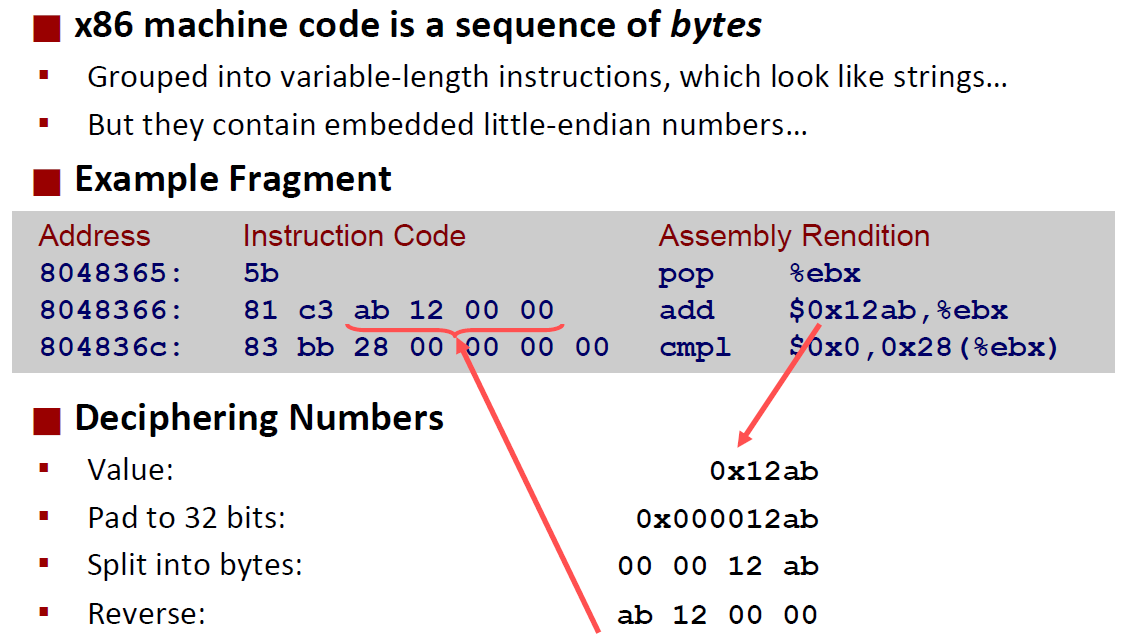 x86 machine code is a sequence of bytes
Grouped into variable-length instructions, which look like strings…
But they contain embedded little-endian numbers…
Example Fragment
Address Instruction Code Assembly Rendition
8048365: 5b pop %ebx
8048366: 81 c3 ab 12 00 00 add $0x12ab,%ebx
804836c: 83 bb 28 00 00 00 00 cmpl $0x0,0x28(%ebx)
Deciphering Numbers
Value: 0x12ab
Pad to 32 bits: 0x000012ab
Split into bytes: 00 00 12 ab
Reverse: ab 12 00 00